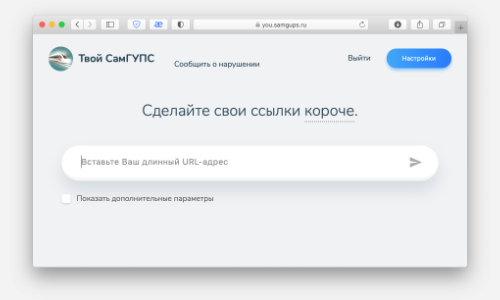 you.samgups.ru
Твой СамГУПС
Сообщить о нарушении
Выйти
Настройки
Сделайте свои ссылки короче.
Вставьте Ваш длинный URL-адрес
Показать дополнительные параметры